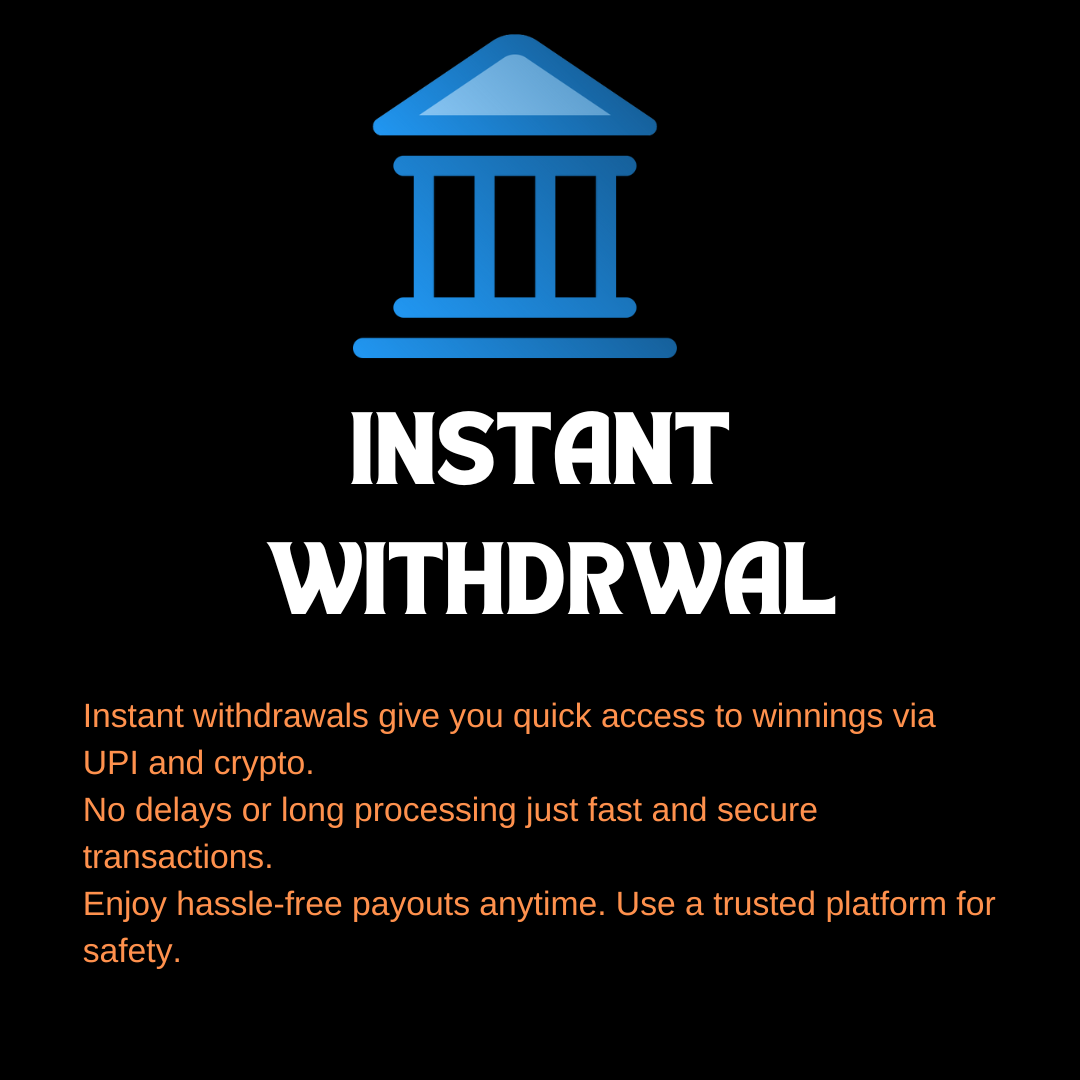 INSTANT
WITHDRWAL
Instant withdrawals give you quick access to winnings via
UPI and crypto.
No delays or long processing just fast and secure
transactions.
Enjoy hassle-free payouts anytime. Use a trusted platform for
safety.